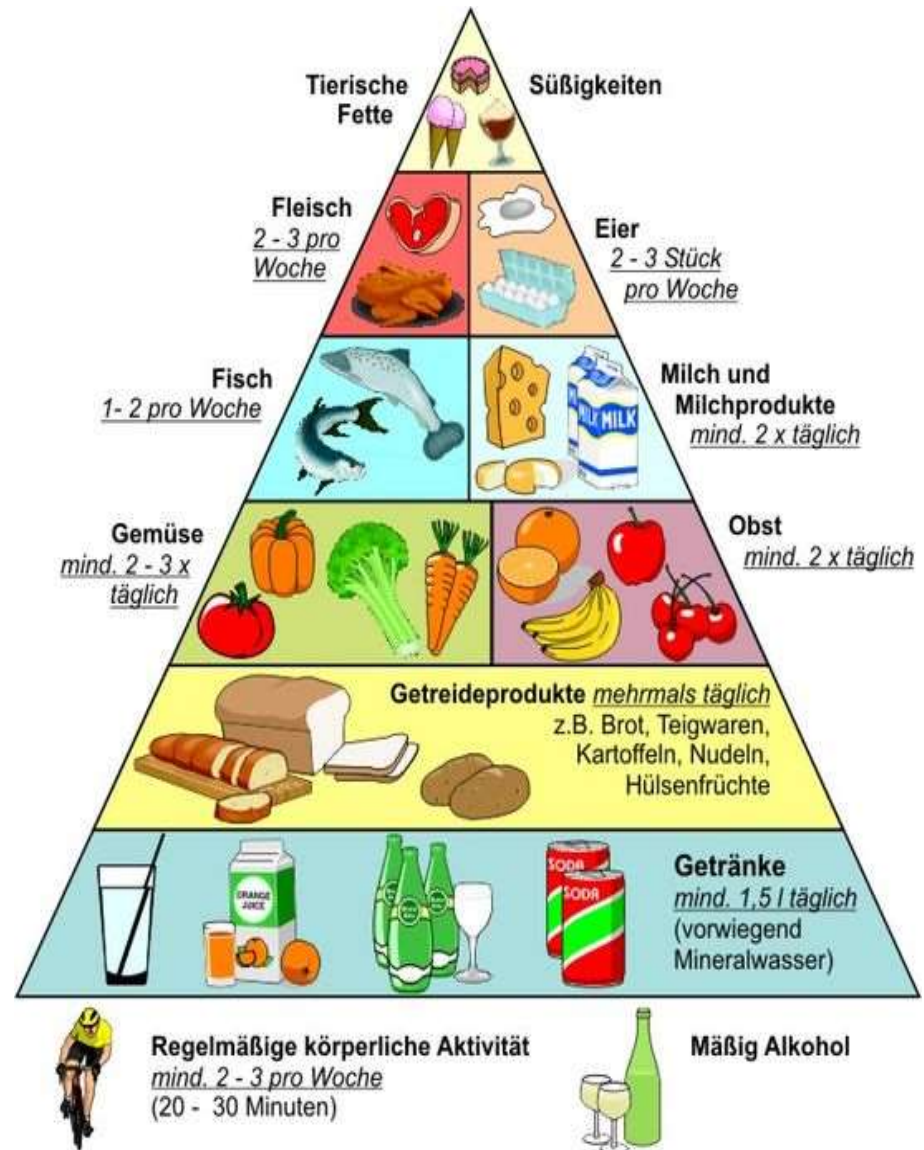 Tierische
Fette
Süßigkeiten
Fleisch
2 - 3 pro
Woche
Eier
2 - 3 Stück
pro Woche
Fisch
1- 2 pro Woche
Milch und
Milchprodukte
mind. 2 x täglich
MILK
MILK
Gemüse
mind. 2 - 3 x
täglich
Obst
mind. 2 x täglich
Getreideprodukte mehrmals täglich
z.B. Brot, Teigwaren,
Kartoffeln, Nudeln,
Hülsenfrüchte
ORANGE
JUICE
SODA
SODA
Getränke
mind. 1,5 l täglich
(vorwiegend
Mineralwasser)
Regelmäßige körperliche Aktivität
mind. 2 - 3 pro Woche
(20 - 30 Minuten)
Mäßig Alkohol